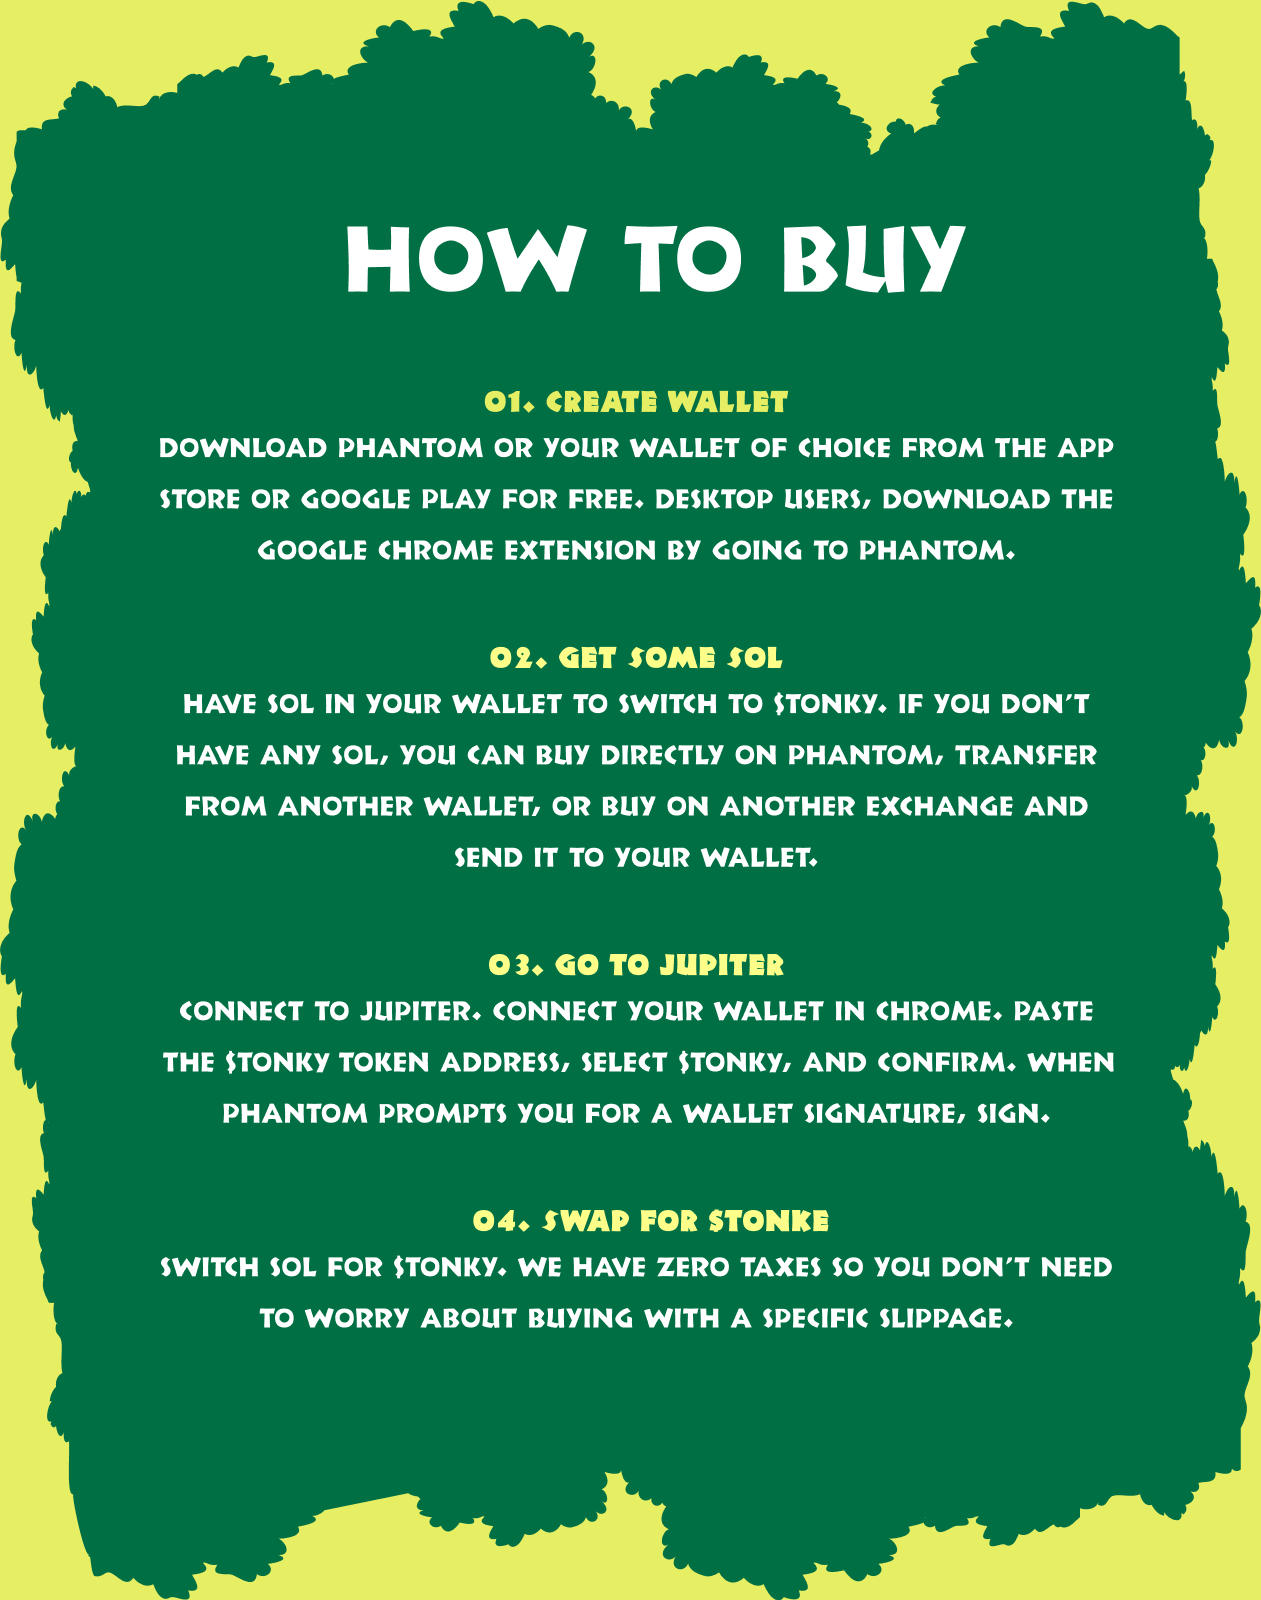 HOW TO BUY
01. CREATE WALLET
DOWNLOAD PHANTOM OR YOUR WALLET OF CHOICE FROM THE APP
STORE OR GOOGLE PLAY FOR FREE. DESKTOP USERS, DOWNLOAD THE
GOOGLE CHROME EXTENSION BY GOING TO PHANTOM.
02. GET SOME SOL
HAVE SOL IN YOUR WALLET TO SWITCH TO $TONKY. IF YOU DON'T
HAVE ANY SOL, YOU CAN BUY DIRECTLY ON PHANTOM, TRANSFER
FROM ANOTHER WALLET, OR BUY ON ANOTHER EXCHANGE AND
SEND IT TO YOUR WALLET.
03. GO TO JUPITER
CONNECT TO JUPITER. CONNECT YOUR WALLET IN CHROME. PASTE
THE $TONKY TOKEN ADDRESS, SELECT $TONKY, AND CONFIRM. WHEN
PHANTOM PROMPTS YOU FOR A WALLET SIGNATURE, SIGN.
04. SWAP FOR $TONKE
SWITCH SOL FOR $TONKY. WE HAVE ZERO TAXES SO YOU DON'T NEED
TO WORRY ABOUT BUYING WITH A SPECIFIC SLIPPAGE.